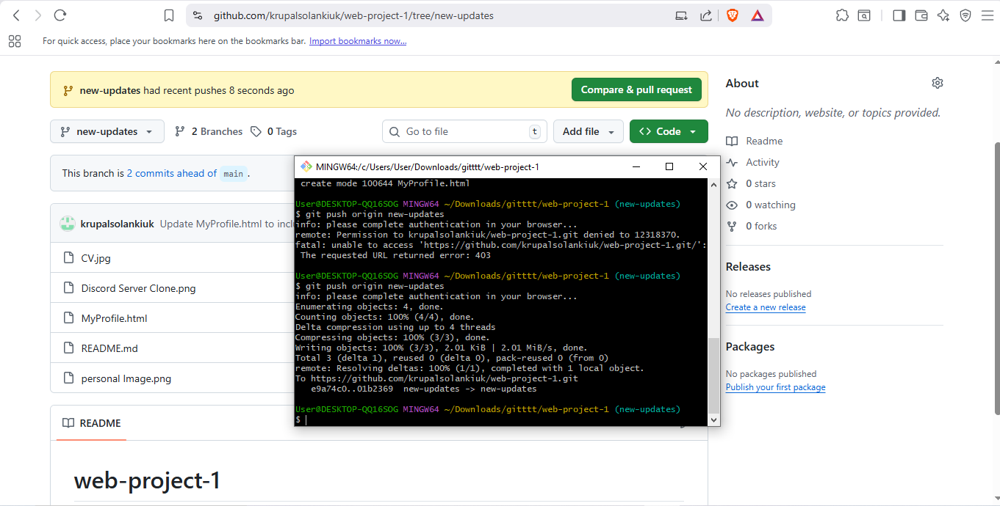 github.com/krupalsolankiuk/web-project-1/tree/new-updates
For quick access, place your bookmarks here on the bookmarks bar. Import bookmarks now...
new-updates had recent pushes 8 seconds ago
Compare & pull request
new-updates
2 Branches
0 Tags
Go to file
t
Add file
<> Code
This branch is 2 commits ahead of main .
krupalsolankiuk Update MyProfile.html to
CV.jpg
Discord Server Clone.png
MyProfile.html
README.md
personal Image.png
README
web-project-1
MINGW64:/c/Users/User/Downloads/gitttt/web-project-1
create mode 100644 MyProfile.html
User@DESKTOP-QQ16SOG MINGW64 ~/Downloads/gitttt/web-project-1 (new-updates)
$ git push origin new-updates
info: please complete authentication in your browser...
remote: Permission to krupalsolankiuk/web-project-1.git denied to 12318370.
fatal: unable to access 'https://github.com/krupalsolankiuk/web-project-1.git/':
The requested URL returned error: 403
User@DESKTOP-QQ16SOG MINGW64 ~/Downloads/gitttt/web-project-1 (new-updates)
$ git push origin new-updates
info: please complete authentication in your browser...
Enumerating objects: 4, done.
Counting objects: 100% (4/4), done.
Delta compression using up to 4 threads
Compressing objects: 100% (3/3), done.
Writing objects: 100% (3/3), 2.01 KiB | 2.01 MiB/s, done.
Total 3 (delta 1), reused 0 (delta 0), pack-reused 0 (from 0)
remote: Resolving deltas: 100% (1/1), completed with 1 local object.
To https://github.com/krupalsolankiuk/web-project-1.git
e9a74c0..01b2369 new-updates -> new-updates
User@DESKTOP-QQ16SOG MINGW64 ~/Downloads/gitttt/web-project-1 (new-updates)
$
About
No description, website, or topics provided.
Readme
Activity
0 stars
0 watching
0 forks
Releases
No releases published
Create a new release
Packages
No packages published
Publish your first package